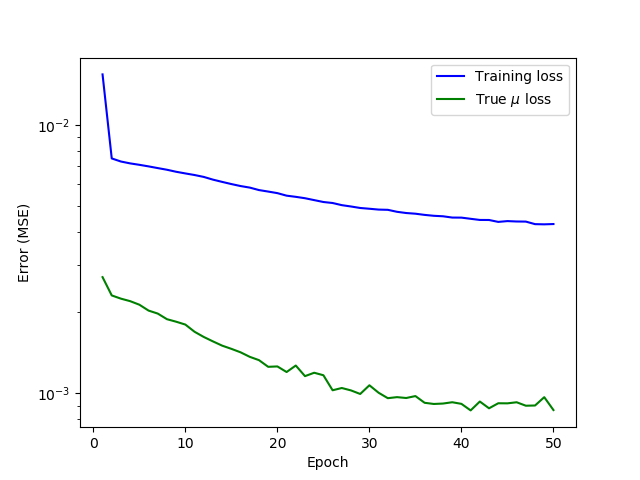 Training loss
True μ loss
10⁻²
10⁻³
Error (MSE)
0 10 20 30 40 50
Epoch